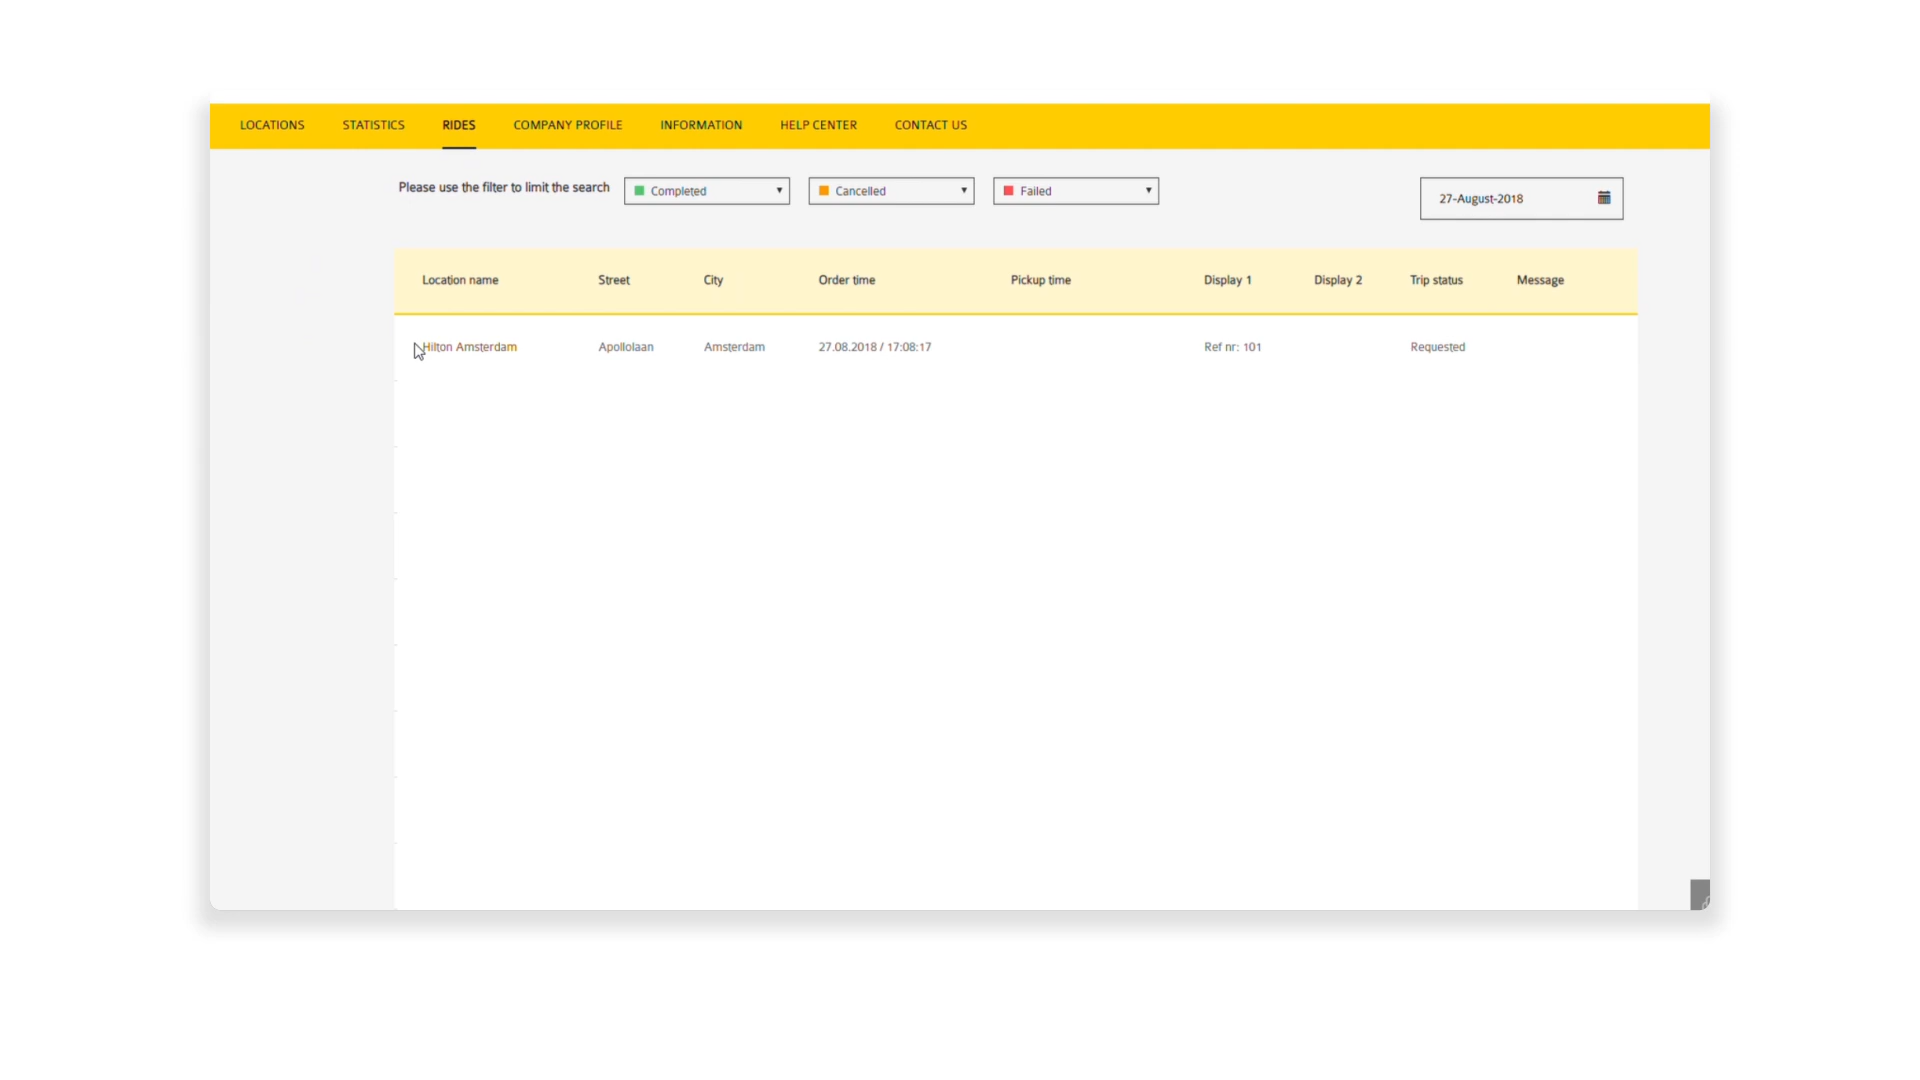 LOCATIONS STATISTICS RIDES COMPANY PROFILE INFORMATION HELP CENTER CONTACT US
Please use the filter to limit the search Completed Cancelled Failed 27-August-2018
Location name Street City Order time Pickup time Display 1 Display 2 Trip status Message
Hilton Amsterdam Apollolaan Amsterdam 27.08.2018 / 17:08:17 Ref nr: 101 Requested